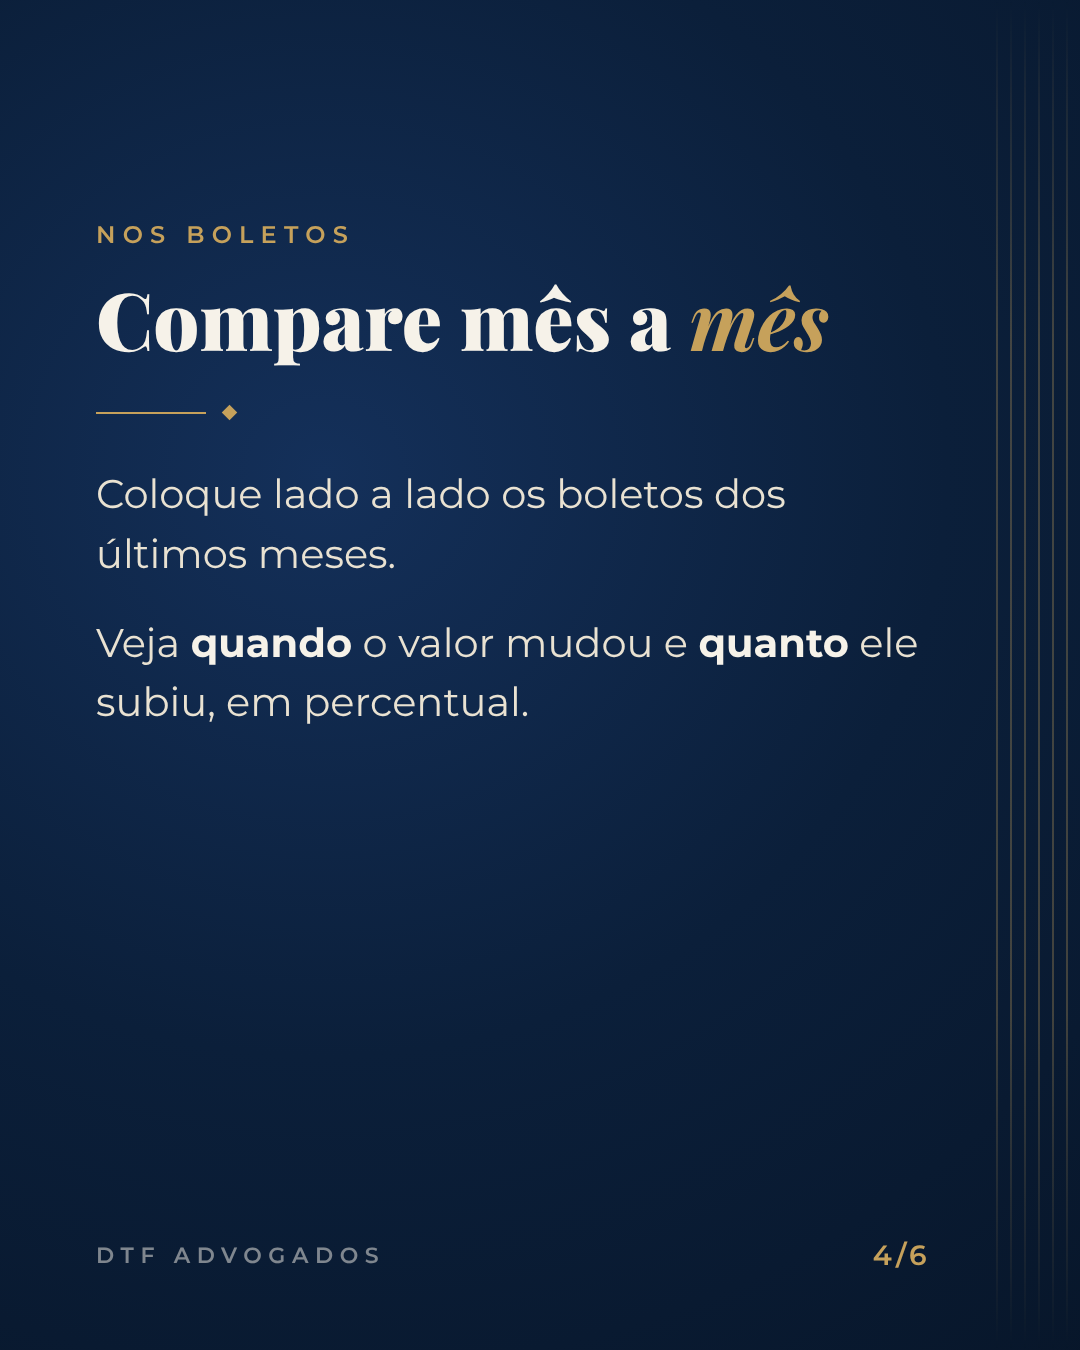 NOS BOLETOS
Compare mês a mês
Coloque lado a lado os boletos dos
últimos meses.
Veja quando o valor mudou e quanto ele
subiu, em percentual.
DTF ADVOGADOS
4/6